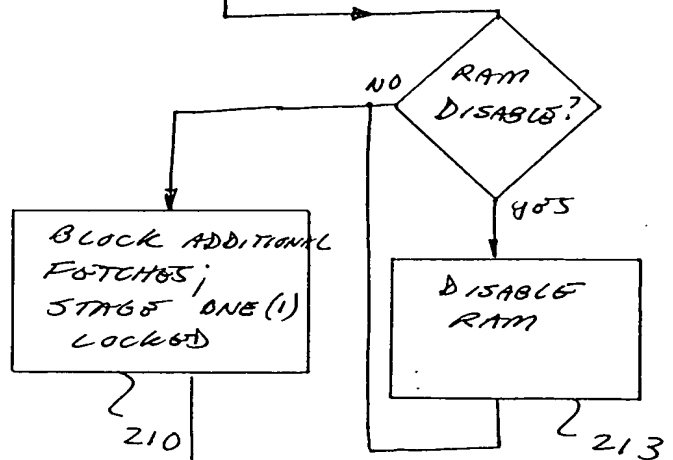 RAM
DISABLE?
NO
yes
BLOCK ADDITIONAL
FETCHES;
STAGE ONE (1)
LOCKED
DISABLE
RAM
210
213